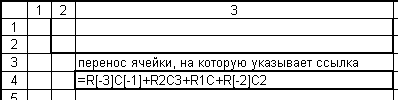 1 2 3
1
2
3 перенос ячейки, на которую указывает ссылка
4 =R[-3]C[-1]+R2C3+R1C+R[-2]C2
5